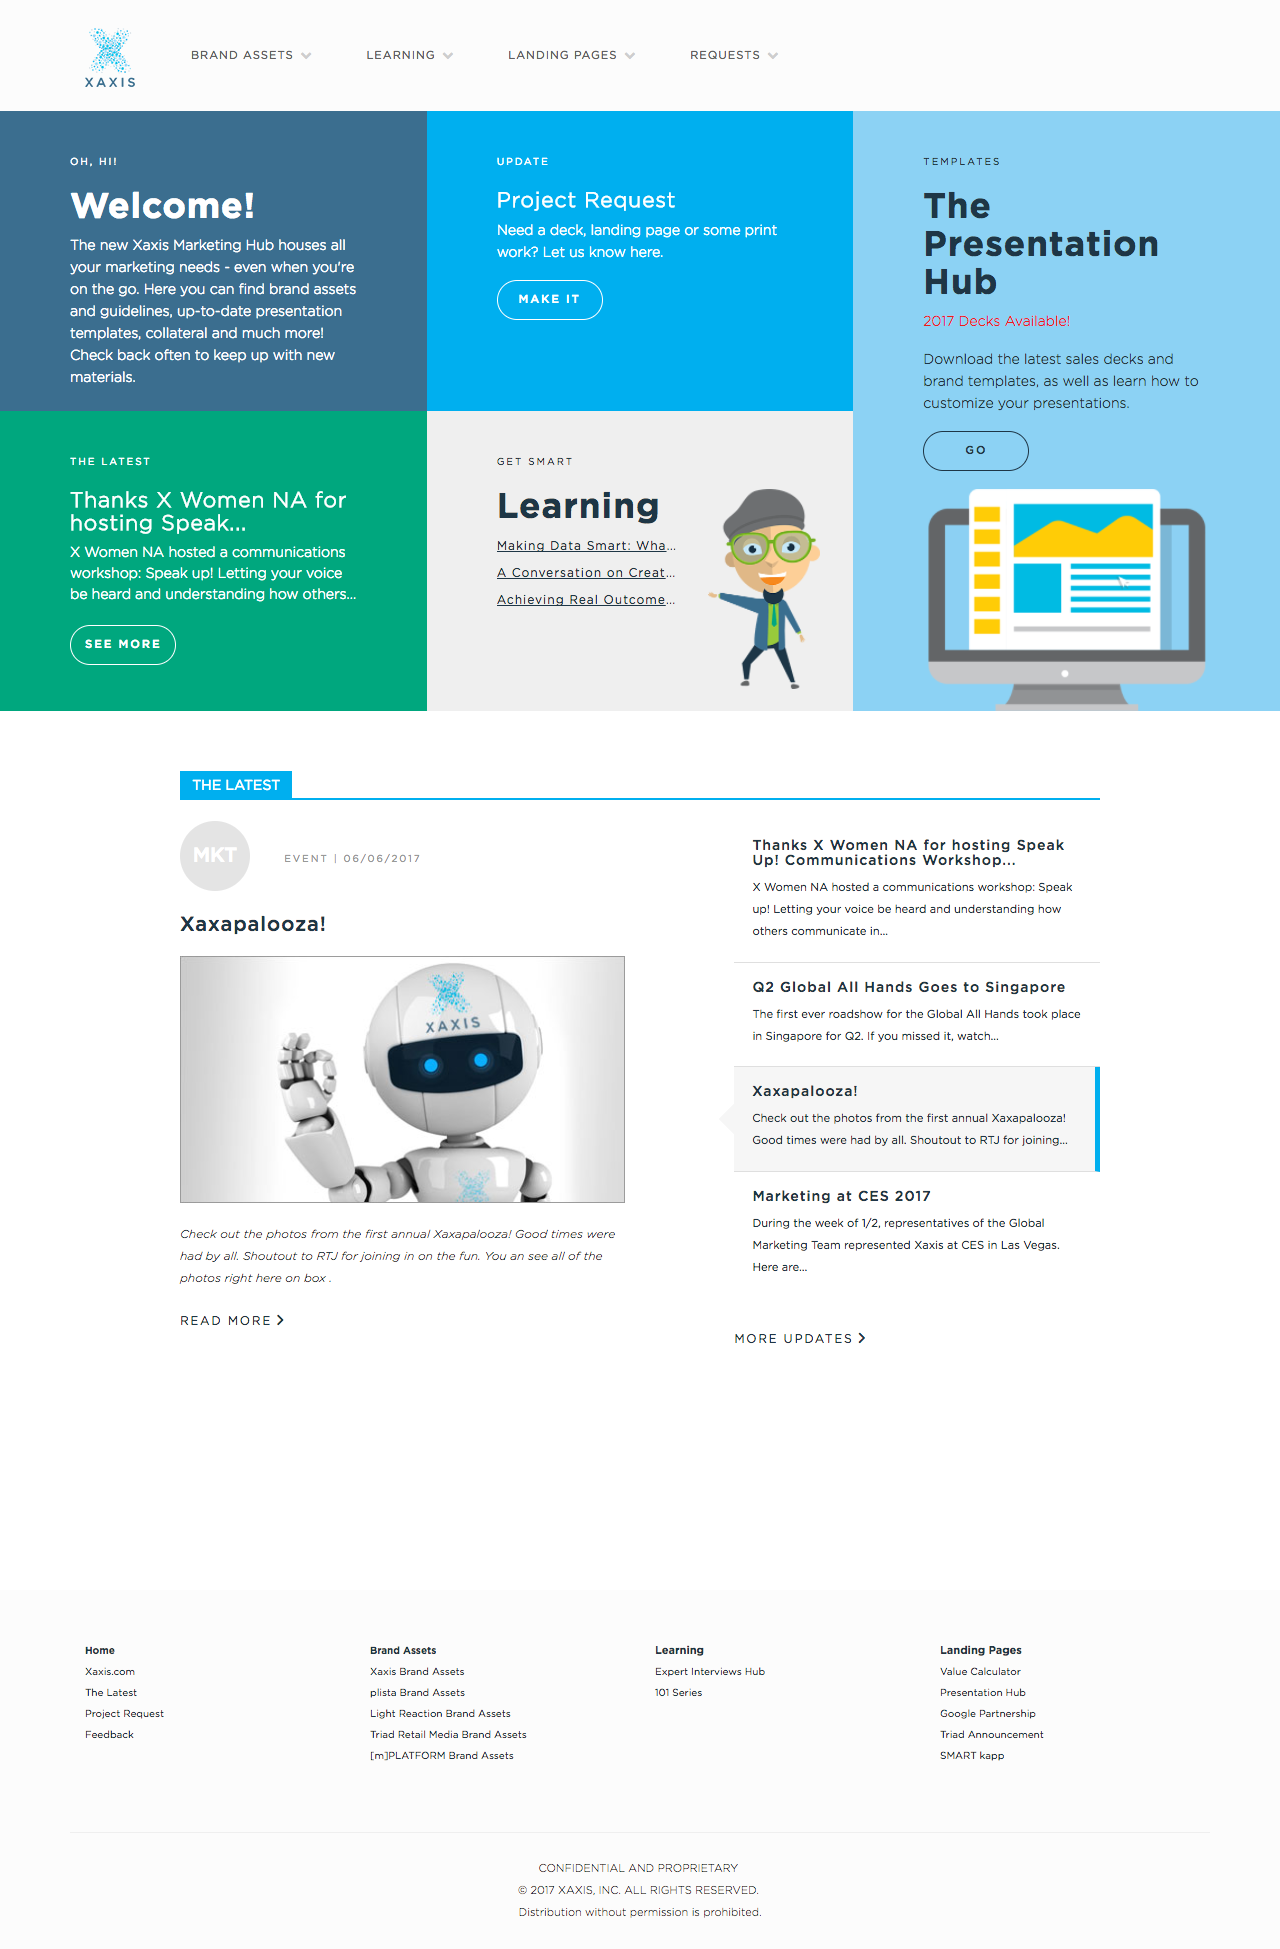 XAXIS
BRAND ASSETS
LEARNING
LANDING PAGES
REQUESTS
OH, HI!
Welcome!
The new Xaxis Marketing Hub houses all
your marketing needs - even when you're
on the go. Here you can find brand assets
and guidelines, up-to-date presentation
templates, collateral and much more!
Check back often to keep up with new
materials.
UPDATE
Project Request
Need a deck, landing page or some print
work? Let us know here.
MAKE IT
TEMPLATES
The
Presentation
Hub
2017 Decks Available!
Download the latest sales decks and
brand templates, as well as learn how to
customize your presentations.
GO
THE LATEST
Thanks X Women NA for
hosting Speak...
X Women NA hosted a communications
workshop: Speak up! Letting your voice
be heard and understanding how others...
SEE MORE
GET SMART
Learning
Making Data Smart: Wha...
A Conversation on Creat...
Achieving Real Outcome...
THE LATEST
MKT
EVENT | 06/06/2017
Xaxapalooza!
XAXIS
Check out the photos from the first annual Xaxapalooza! Good times were
had by all. Shoutout to RTJ for joining in on the fun. You an see all of the
photos right here on box .
READ MORE
Thanks X Women NA for hosting Speak
Up! Communications Workshop...
X Women NA hosted a communications workshop: Speak
up! Letting your voice be heard and understanding how
others communicate in...
Q2 Global All Hands Goes to Singapore
The first ever roadshow for the Global All Hands took place
in Singapore for Q2. If you missed it, watch...
Xaxapalooza!
Check out the photos from the first annual Xaxapalooza!
Good times were had by all. Shoutout to RTJ for joining...
Marketing at CES 2017
During the week of 1/2, representatives of the Global
Marketing Team represented Xaxis at CES in Las Vegas.
Here are...
MORE UPDATES
Home
Xaxis.com
The Latest
Project Request
Feedback
Brand Assets
Xaxis Brand Assets
plista Brand Assets
Light Reaction Brand Assets
Triad Retail Media Brand Assets
[m]PLATFORM Brand Assets
Learning
Expert Interviews Hub
101 Series
Landing Pages
Value Calculator
Presentation Hub
Google Partnership
Triad Announcement
SMART kapp
CONFIDENTIAL AND PROPRIETARY
© 2017 XAXIS, INC. ALL RIGHTS RESERVED.
Distribution without permission is prohibited.